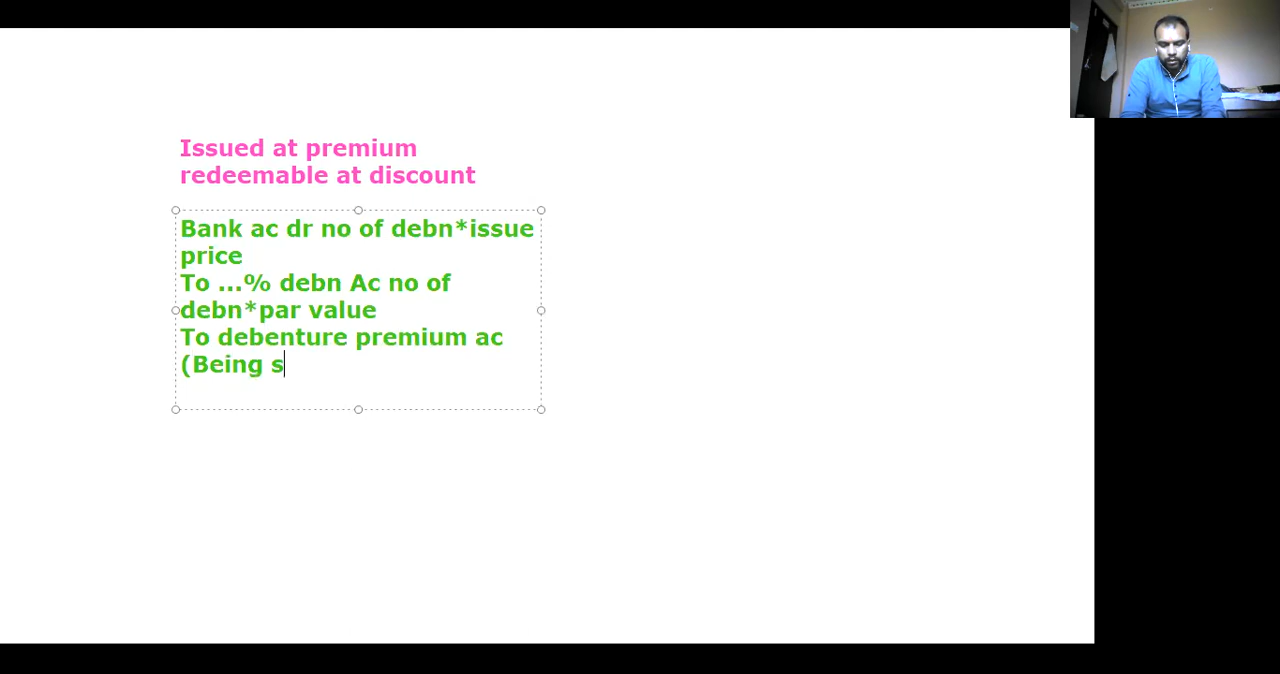 Issued at premium
redeemable at discount
Bank ac dr no of debn*issue
price
To ...% debn Ac no of
debn*par value
To debenture premium ac
(Being s